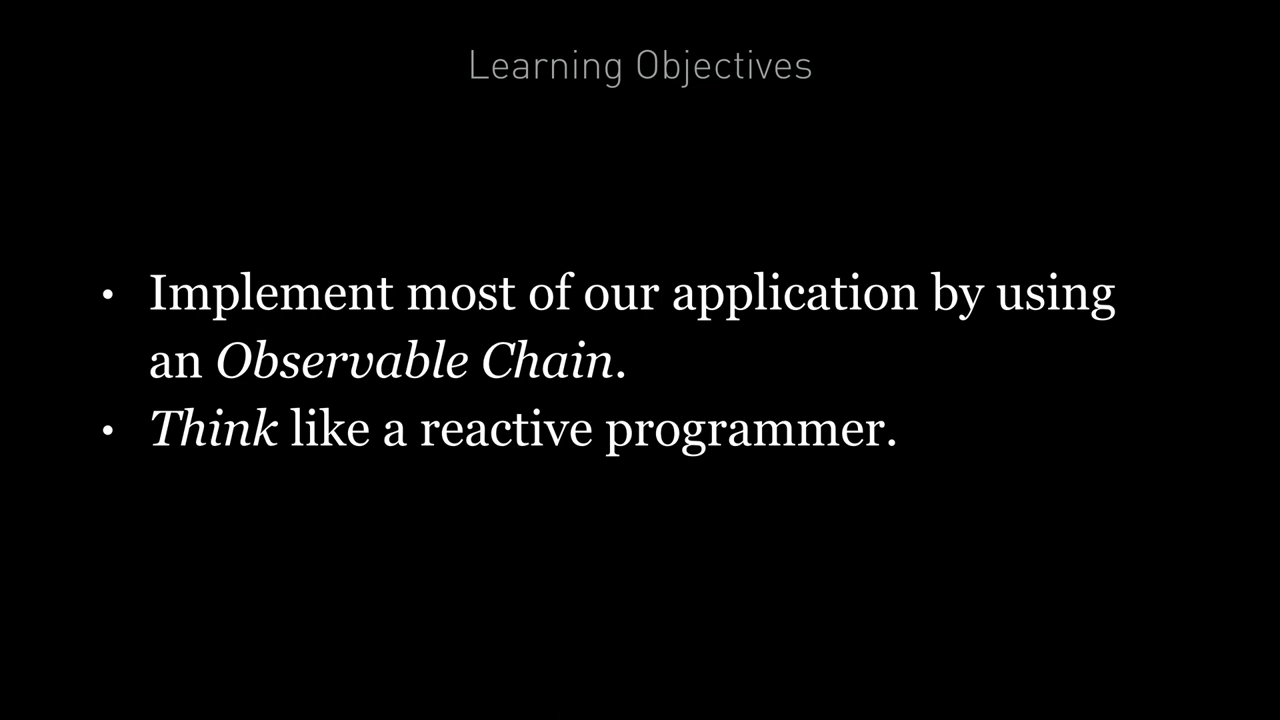 Learning Objectives
• Implement most of our application by using
an Observable Chain.
• Think like a reactive programmer.